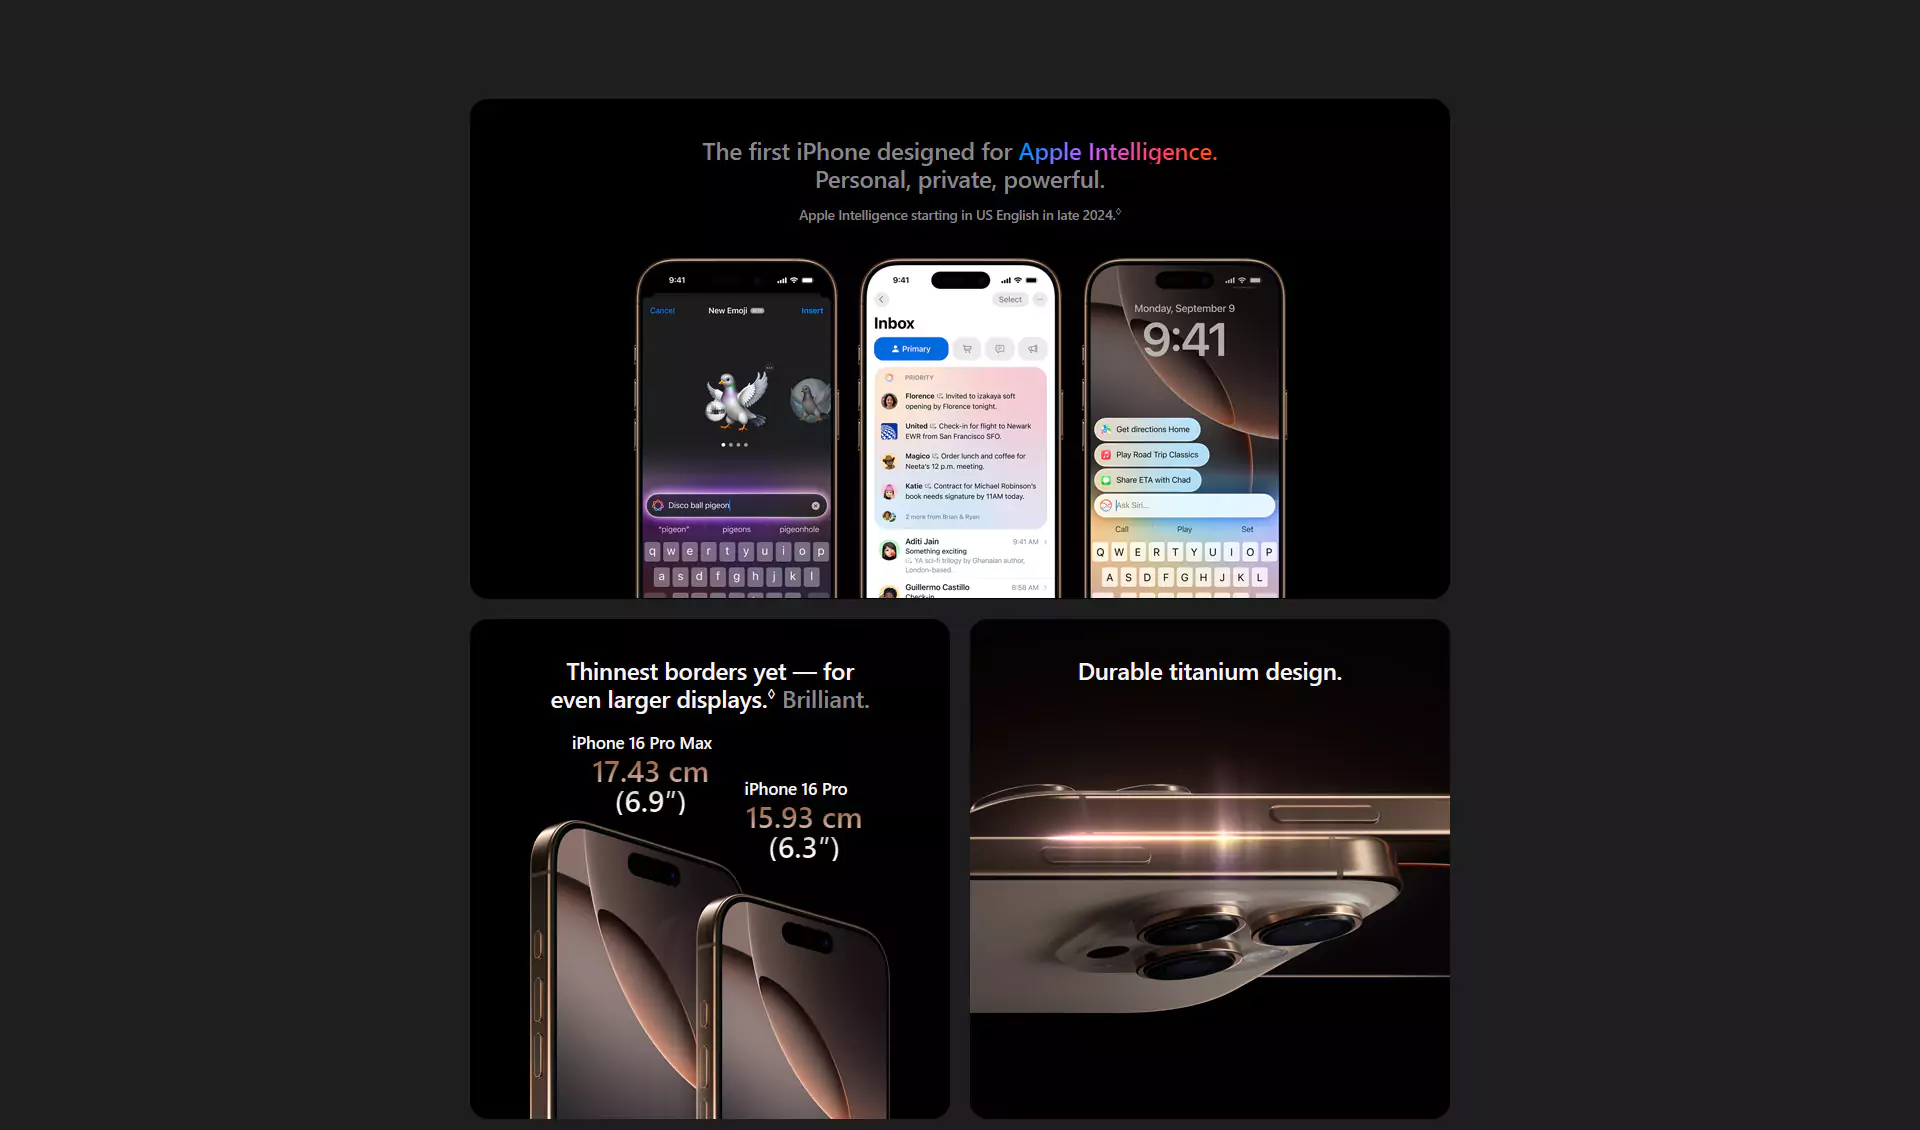 The first iPhone designed for Apple Intelligence.
Personal, private, powerful.
Apple Intelligence starting in US English in late 2024.◊
9:41
Cancel
New Emoji
Insert
Disco ball pigeon
"pigeon" pigeons pigeonhole
q w e r t y u i o p
a s d f g h j k l
9:41
Select
Inbox
Primary
PRIORITY
Florence Invited to izakaya soft
opening by Florence tonight.
United Check-in for flight to Newark
EWR from San Francisco SFO.
Magico Order lunch and coffee for
Neeta's 12 p.m. meeting.
Katie Contract for Michael Robinson's
book needs signature by 11AM today.
2 more from Brian & Ryan
Aditi Jain 9:41 AM
Something exciting
YA sci-fi trilogy by Ghanaian author,
London-based.
Guillermo Castillo 8:58 AM
Check-in
Monday, September 9
9:41
Get directions Home
Play Road Trip Classics
Share ETA with Chad
Ask Siri...
Call Play Set
Q W E R T Y U I O P
A S D F G H J K L
Thinnest borders yet — for
even larger displays.◊ Brilliant.
iPhone 16 Pro Max
17.43 cm
(6.9″)
iPhone 16 Pro
15.93 cm
(6.3″)
Durable titanium design.